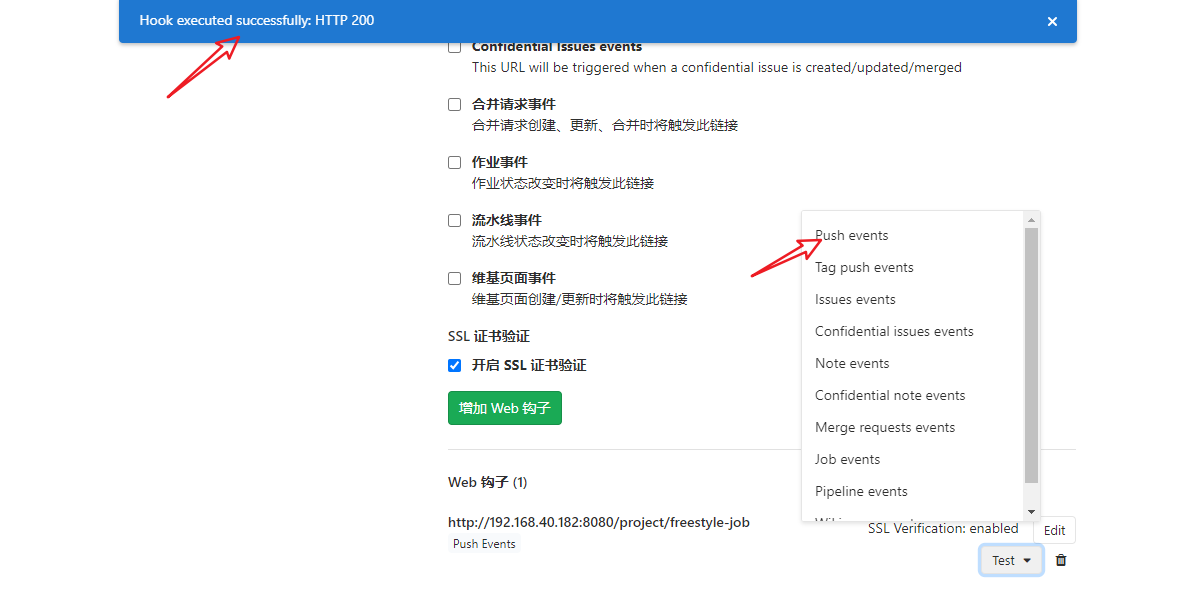 Hook executed successfully: HTTP 200
Confidential Issues events
This URL will be triggered when a confidential issue is created/updated/merged
合并请求事件
合并请求创建、更新、合并时将触发此链接
作业事件
作业状态改变时将触发此链接
流水线事件
流水线状态改变时将触发此链接
维基页面事件
维基页面创建/更新时将触发此链接
SSL 证书验证
开启 SSL 证书验证
增加 Web 钩子
Push events
Tag push events
Issues events
Confidential issues events
Note events
Confidential note events
Merge requests events
Job events
Pipeline events
Web 钩子 (1)
http://192.168.40.182:8080/project/freestyle-job
Push Events
SSL Verification: enabled
Edit
Test